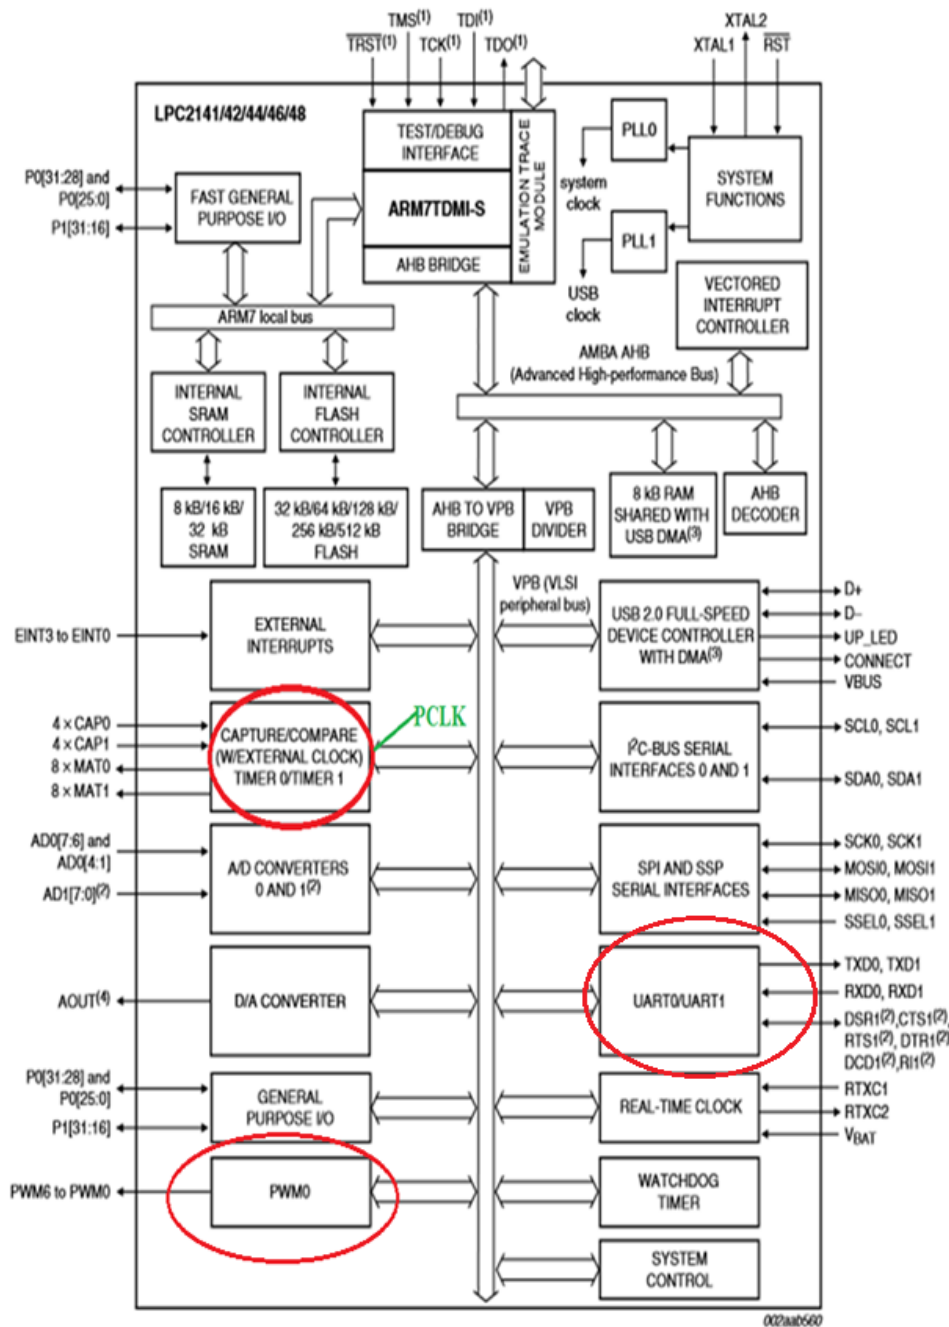 XTAL2
TMS(1) TDI(1)
TRST(1) TCK(1) TDO(1)
XTAL1 RST
LPC2141/42/44/46/48
TEST/DEBUG
INTERFACE
ARM7TDMI-S
AHB BRIDGE
EMULATION TRACE
MODULE
PLL0
system
clock
PLL1
USB
clock
SYSTEM
FUNCTIONS
P0[31:28] and
P0[25:0]
P1[31:16]
FAST GENERAL
PURPOSE I/O
VECTORED
INTERRUPT
CONTROLLER
ARM7 local bus
AMBA AHB
(Advanced High-performance Bus)
INTERNAL
SRAM
CONTROLLER
INTERNAL
FLASH
CONTROLLER
8 kB/16 kB/
32 kB
SRAM
32 kB/64 kB/128 kB/
256 kB/512 kB
FLASH
AHB TO VPB
BRIDGE
VPB
DIVIDER
8 kB RAM
SHARED WITH
USB DMA(3)
AHB
DECODER
VPB (VLSI
peripheral bus)
EINT3 to EINT0
EXTERNAL
INTERRUPTS
USB 2.0 FULL-SPEED
DEVICE CONTROLLER
WITH DMA(3)
D+
D−
UP_LED
CONNECT
VBUS
4 × CAP0
4 × CAP1
8 × MAT0
8 × MAT1
CAPTURE/COMPARE
(W/EXTERNAL CLOCK)
TIMER 0/TIMER 1
PCLK
I²C-BUS SERIAL
INTERFACES 0 AND 1
SCL0, SCL1
SDA0, SDA1
AD0[7:6] and
AD0[4:1]
AD1[7:0](2)
A/D CONVERTERS
0 AND 1(2)
SPI AND SSP
SERIAL INTERFACES
SCK0, SCK1
MOSI0, MOSI1
MISO0, MISO1
SSEL0, SSEL1
AOUT(4)
D/A CONVERTER
UART0/UART1
TXD0, TXD1
RXD0, RXD1
DSR1(2),CTS1(2),
RTS1(2), DTR1(2)
DCD1(2),RI1(2)
P0[31:28] and
P0[25:0]
P1[31:16]
GENERAL
PURPOSE I/O
REAL-TIME CLOCK
RTXC1
RTXC2
VBAT
PWM6 to PWM0
PWM0
WATCHDOG
TIMER
SYSTEM
CONTROL
002aab560